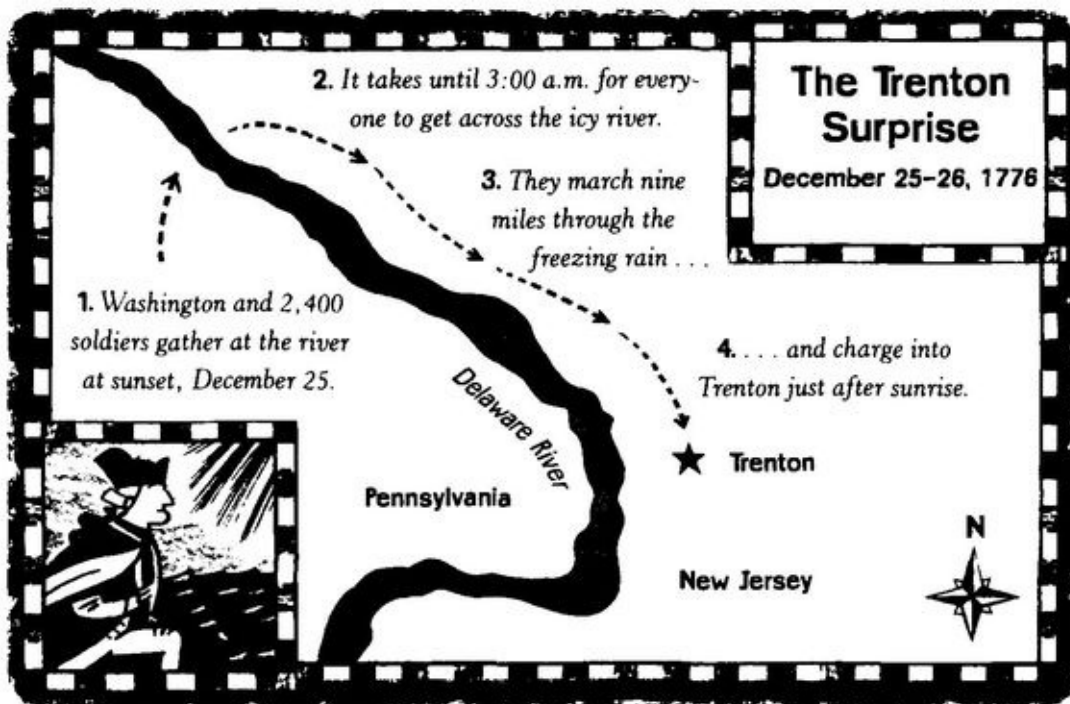 The Trenton
Surprise
December 25–26, 1776
1. Washington and 2,400
soldiers gather at the river
at sunset, December 25.
2. It takes until 3:00 a.m. for every-
one to get across the icy river.
3. They march nine
miles through the
freezing rain . . .
4. . . . and charge into
Trenton just after sunrise.
Delaware River
Trenton
Pennsylvania
New Jersey
N